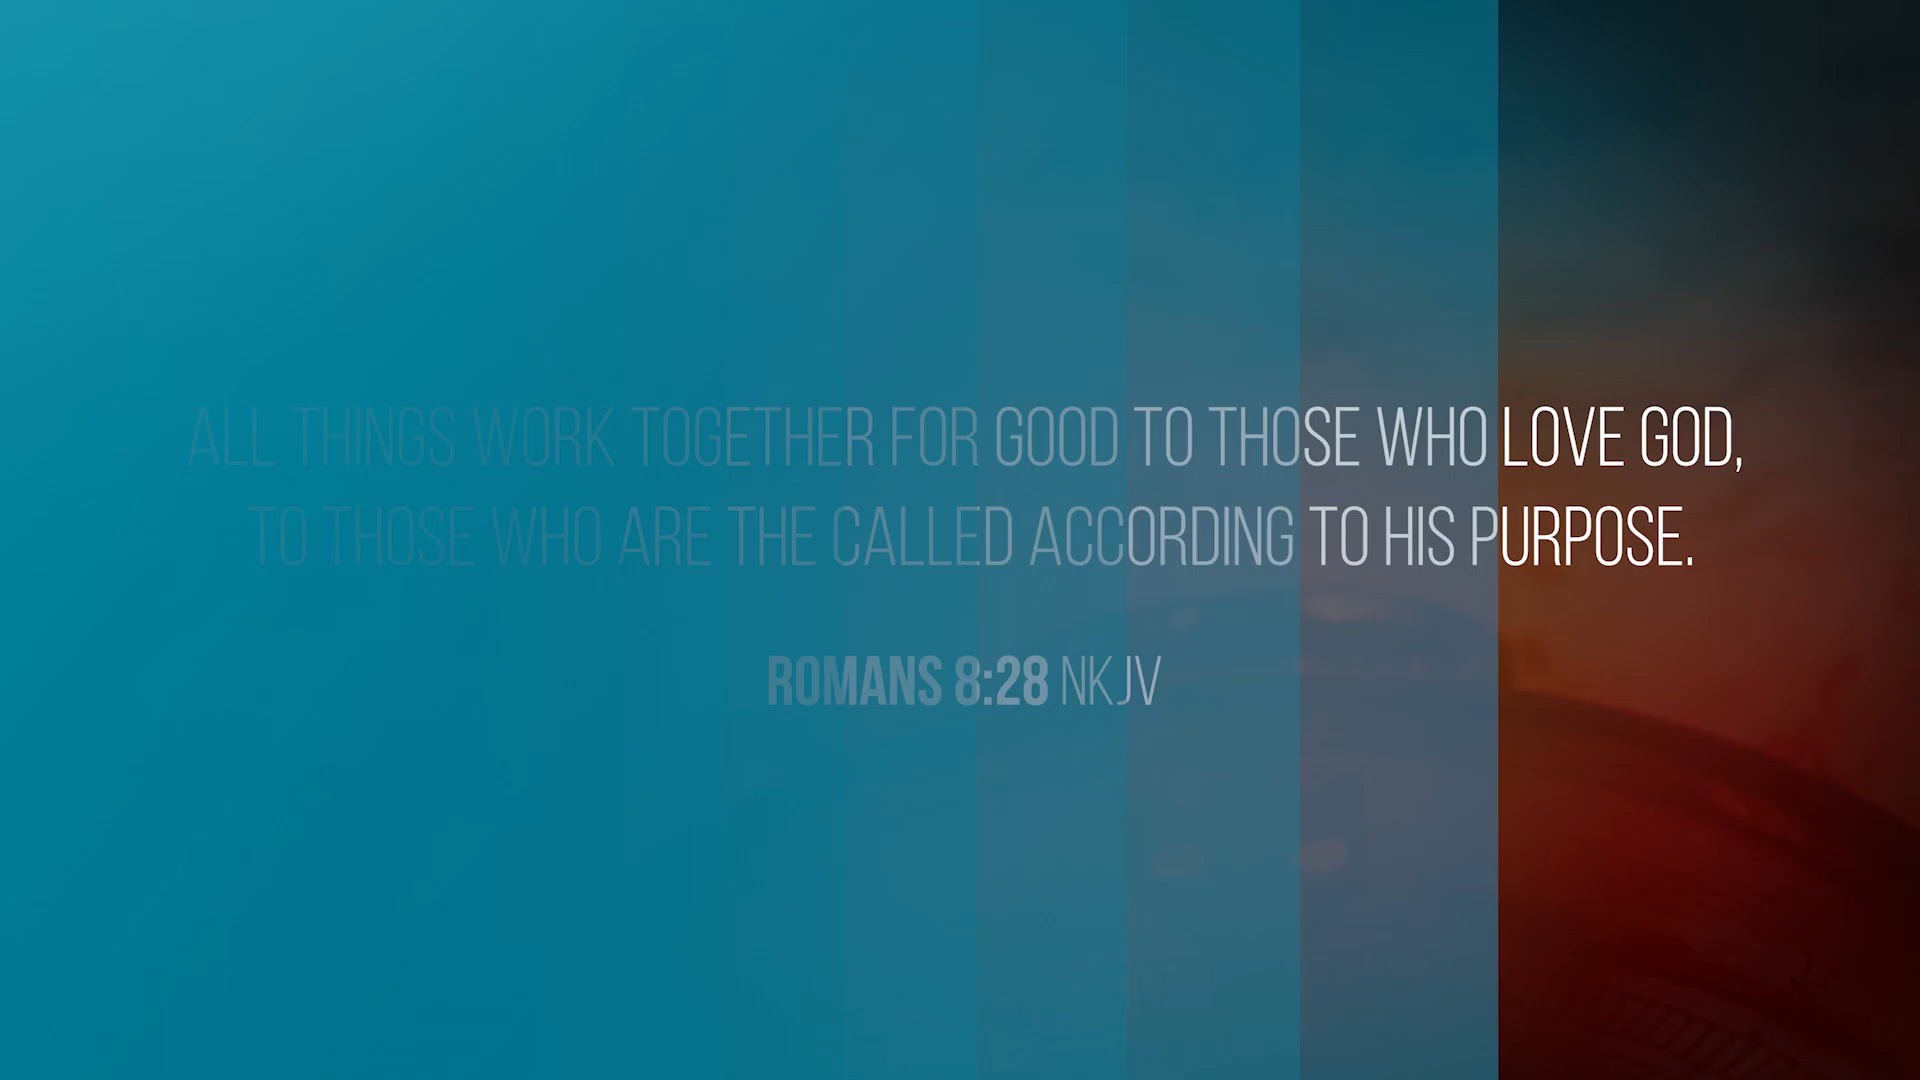 ALL THINGS WORK TOGETHER FOR GOOD TO THOSE WHO LOVE GOD,
TO THOSE WHO ARE THE CALLED ACCORDING TO HIS PURPOSE.
ROMANS 8:28 NKJV